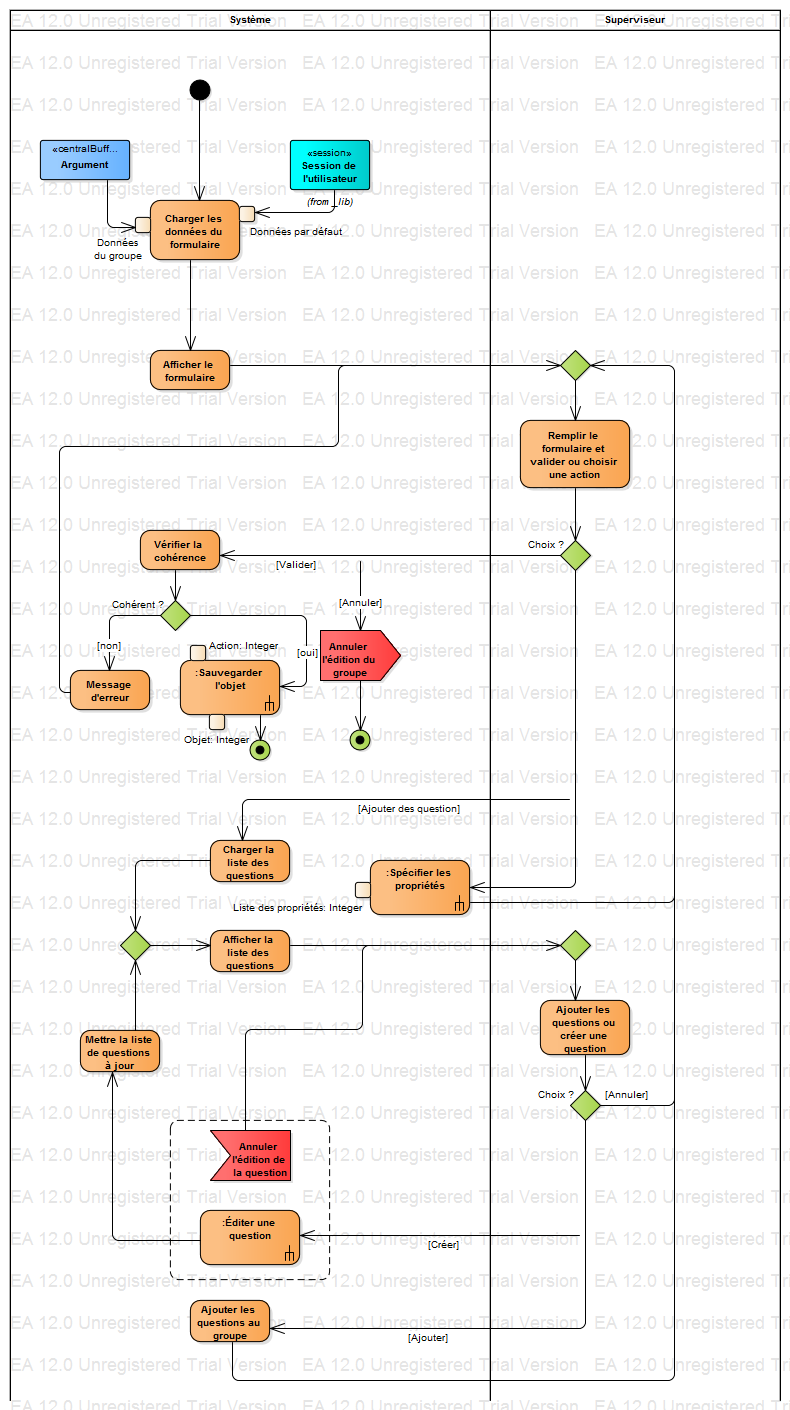 Système
Superviseur
EA 12.0 Unregistered Trial Version
«centralBuff...
Argument
«session»
Session de
l'utilisateur
(from _lib)
Charger les
données du
formulaire
Données
du groupe
Données par défaut
Afficher le
formulaire
Remplir le
formulaire et
valider ou choisir
une action
Vérifier la
cohérence
Choix ?
[Valider]
Cohérent ?
[Annuler]
[non]
Action: Integer
[oui]
Annuler
l'édition du
groupe
:Sauvegarder
l'objet
Message
d'erreur
Objet: Integer
[Ajouter des question]
Charger la
liste des
questions
:Spécifier les
propriétés
Liste des propriétés: Integer
Afficher la
liste des
questions
Ajouter les
questions ou
créer une
question
Mettre la liste
de questions
à jour
Choix ?
[Annuler]
Annuler
l'édition de
la question
:Éditer une
question
[Créer]
Ajouter les
questions au
groupe
[Ajouter]